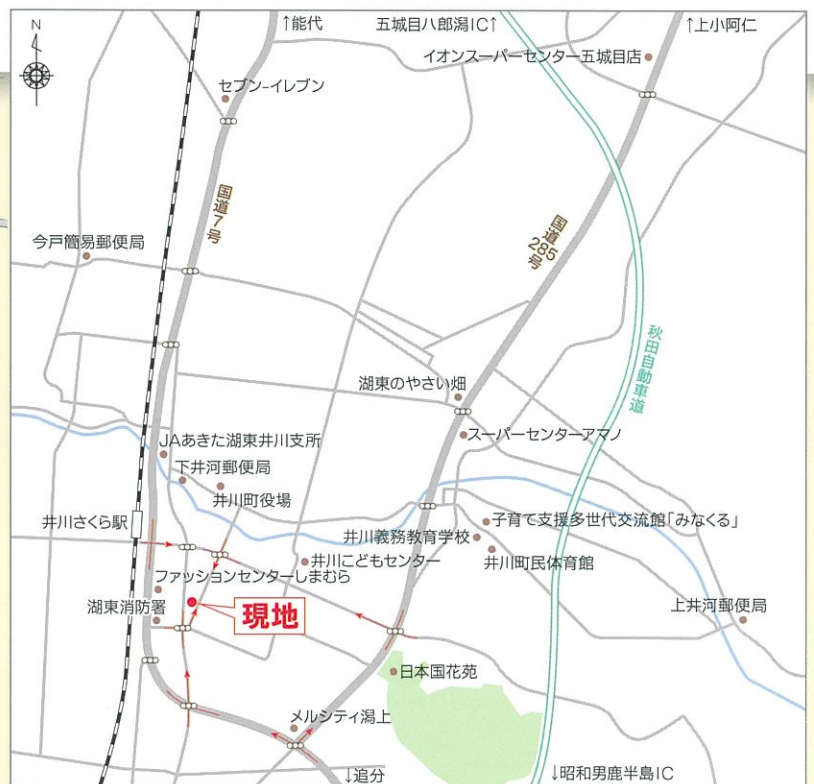 N
↑能代
五城目八郎潟IC↑
↑上小阿仁
イオンスーパーセンター五城目店
セブン-イレブン
国道7号
国道285号
今戸簡易郵便局
秋田自動車道
湖東のやさい畑
スーパーセンターアマノ
JAあきた湖東井川支所
下井河郵便局
井川町役場
井川さくら駅
子育て支援多世代交流館「みなくる」
井川義務教育学校
井川こどもセンター
井川町民体育館
ファッションセンターしまむら
湖東消防署
現地
上井河郵便局
日本国花苑
メルシティ潟上
↓追分
↓昭和男鹿半島IC